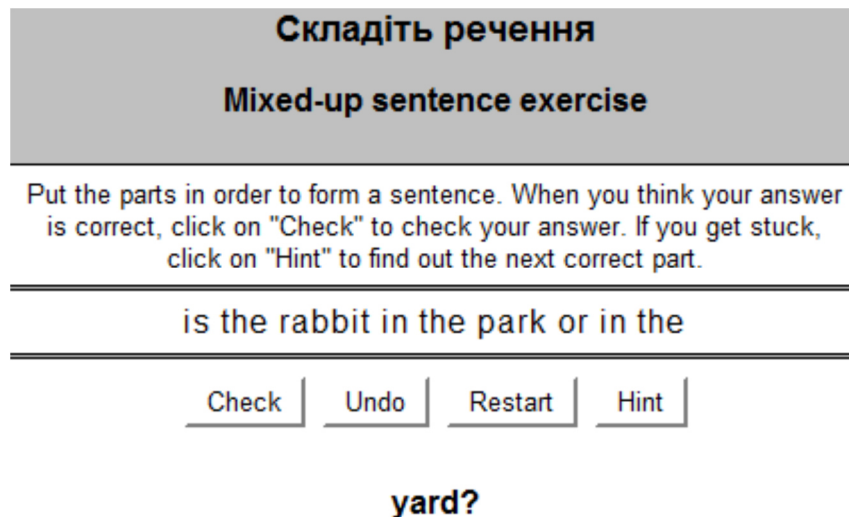 Складіть речення
Mixed-up sentence exercise
Put the parts in order to form a sentence. When you think your answer
is correct, click on "Check" to check your answer. If you get stuck,
click on "Hint" to find out the next correct part.
is the rabbit in the park or in the
Check Undo Restart Hint
yard?